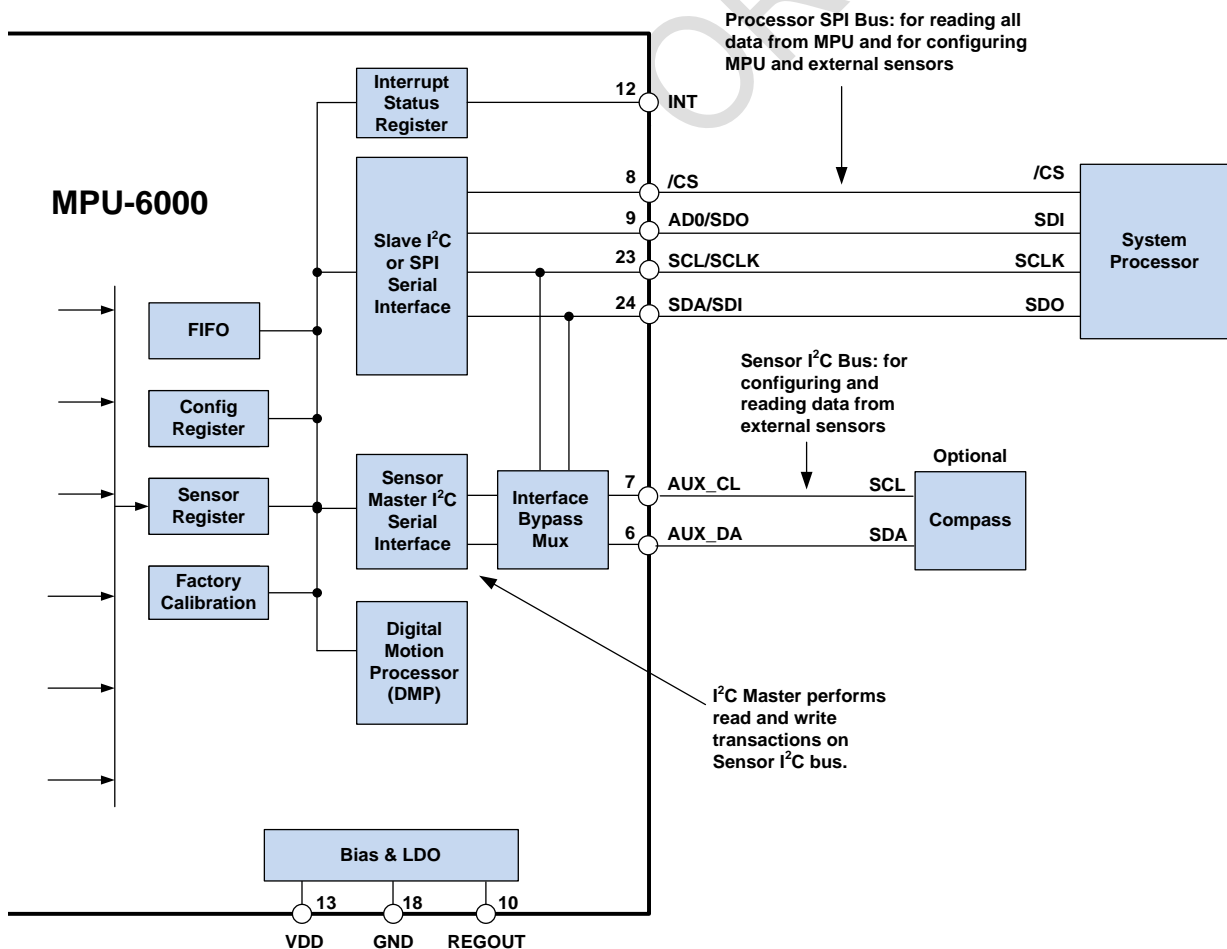 Processor SPI Bus: for reading all
data from MPU and for configuring
MPU and external sensors
MPU-6000
Interrupt
Status
Register
12
INT
Slave I²C
or SPI
Serial
Interface
8
/CS
/CS
9
AD0/SDO
SDI
23
SCL/SCLK
SCLK
24
SDA/SDI
SDO
System
Processor
FIFO
Config
Register
Sensor
Register
Factory
Calibration
Sensor I²C Bus: for
configuring and
reading data from
external sensors
Sensor
Master I²C
Serial
Interface
Interface
Bypass
Mux
7
AUX_CL
SCL
6
AUX_DA
SDA
Optional
Compass
Digital
Motion
Processor
(DMP)
I²C Master performs
read and write
transactions on
Sensor I²C bus.
Bias & LDO
13
18
10
VDD
GND
REGOUT